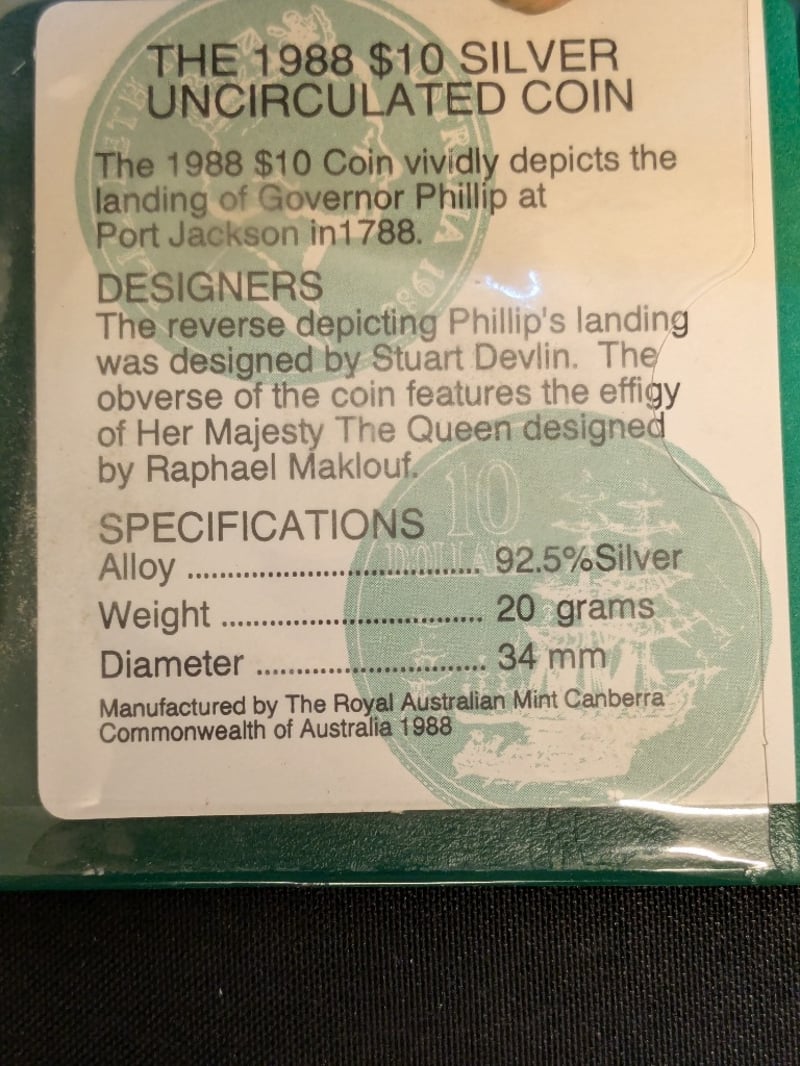 THE 1988 $10 SILVER
UNCIRCULATED COIN
The 1988 $10 Coin vividly depicts the
landing of Governor Phillip at
Port Jackson in1788.
DESIGNERS
The reverse depicting Phillip's landing
was designed by Stuart Devlin. The
obverse of the coin features the effigy
of Her Majesty The Queen designed
by Raphael Maklouf.
10
DOLLARS
SPECIFICATIONS
Alloy ................................... 92.5%Silver
Weight ................................ 20 grams
Diameter ............................ 34 mm
Manufactured by The Royal Australian Mint Canberra
Commonwealth of Australia 1988